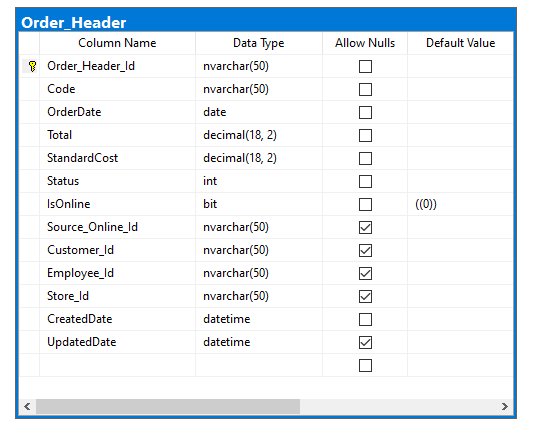 Order_Header
Column Name Data Type Allow Nulls Default Value
Order_Header_Id nvarchar(50)
Code nvarchar(50)
OrderDate date
Total decimal(18, 2)
StandardCost decimal(18, 2)
Status int
IsOnline bit ((0))
Source_Online_Id nvarchar(50)
Customer_Id nvarchar(50)
Employee_Id nvarchar(50)
Store_Id nvarchar(50)
CreatedDate datetime
UpdatedDate datetime